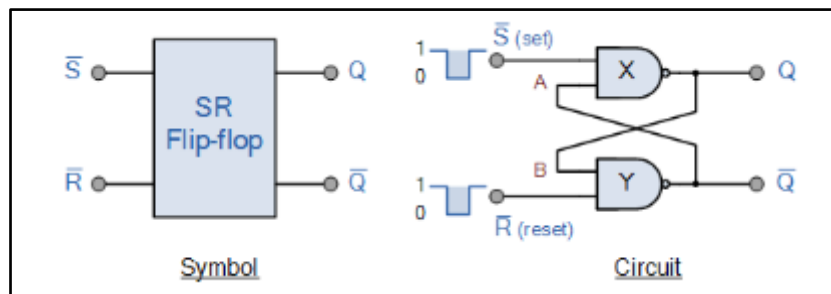 S̅
R̅
SR
Flip-flop
Q
Q̅
Symbol
1
0
S̅ (set)
A
X
Q
B
1
0
Y
Q̅
R̅ (reset)
Circuit